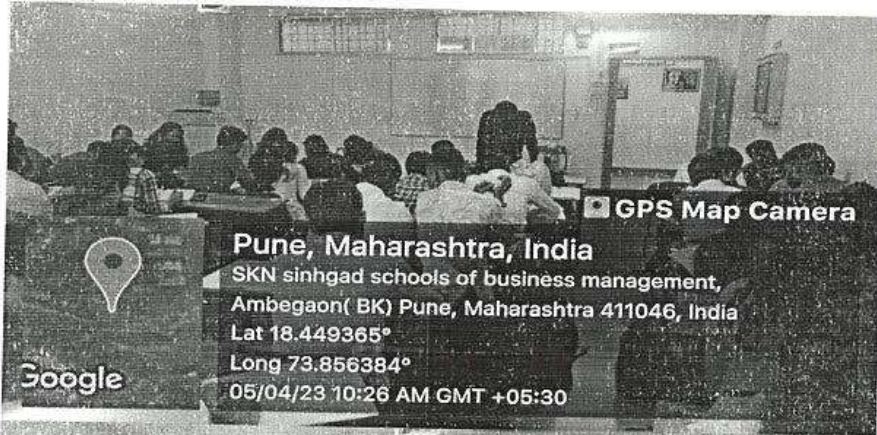 GPS Map Camera
Pune, Maharashtra, India
SKN sinhgad schools of business management,
Ambegaon( BK) Pune, Maharashtra 411046, India
Lat 18.449365°
Long 73.856384°
05/04/23 10:26 AM GMT +05:30
Google